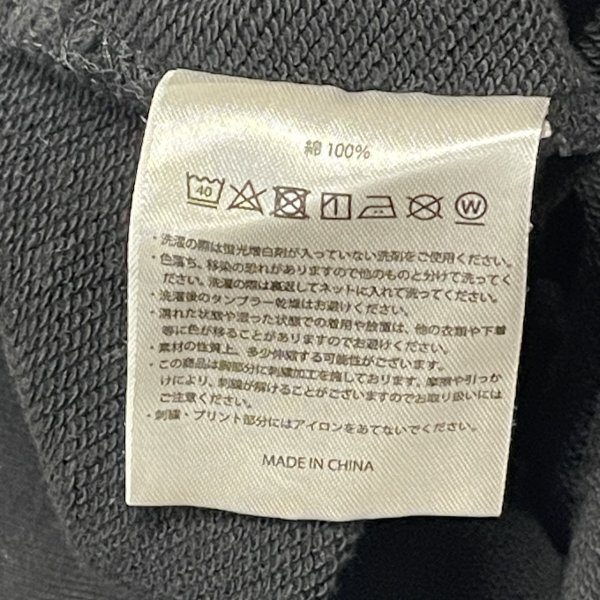 綿 100%
40
W
・洗濯の際は蛍光増白剤が入っていない洗剤をご使用ください。
・色落ち、移染の恐れがありますので他のものと分けて洗ってく
ださい。洗濯の際は裏返してネットに入れて洗ってください。
・洗濯後のタンブラー乾燥はお避けください。
・濡れた状態や湿った状態での着用や放置は、他の衣類や下着
等に色が移ることがありますのでお避けください。
・素材の性質上、多少伸縮する可能性がございます。
・この商品は胸部分に刺繍加工を施しております。摩擦や引っか
けにより、刺繍が解けることがございますのでお取り扱いには
ご注意ください。
・刺繍・プリント部分にはアイロンをあてないでください。
MADE IN CHINA